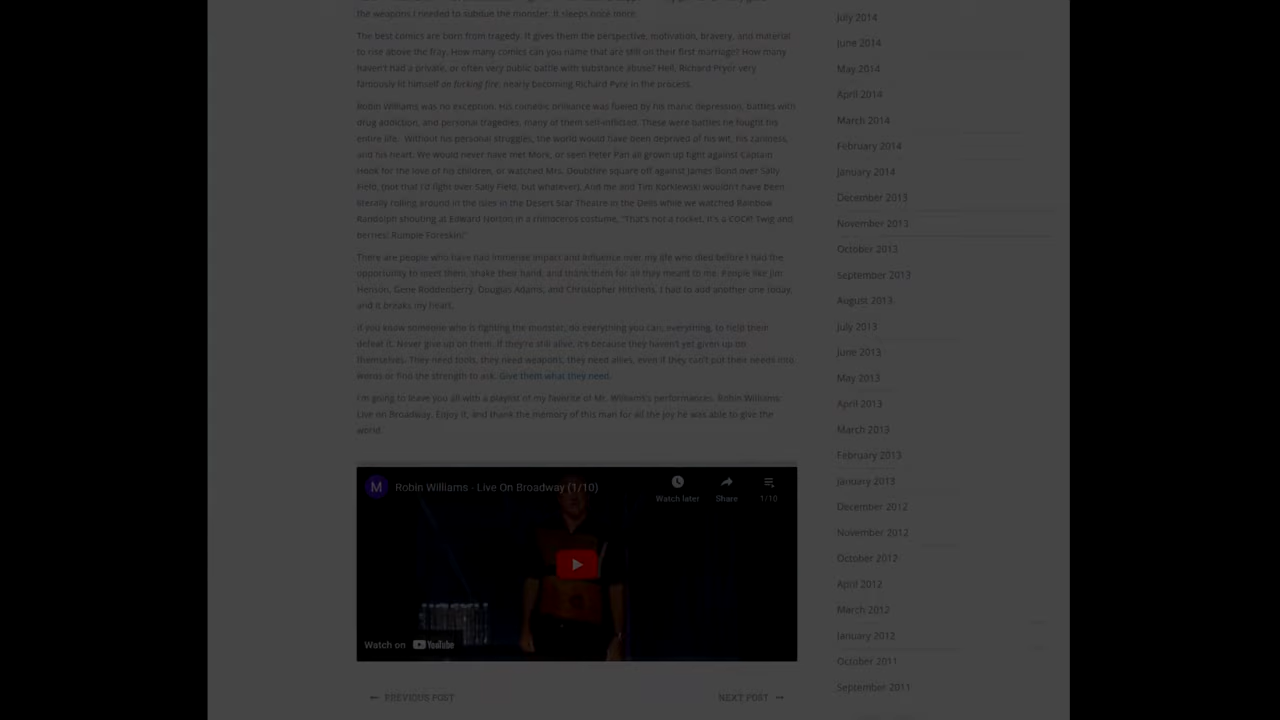 the weapons I needed to subdue the monster. It sleeps once more.
The best comics are born from tragedy. It gives them the perspective, motivation, bravery, and material
to rise above the fray. How many comics can you name that are still on their first marriage? How many
haven't had a private, or often very public battle with substance abuse? Hell, Richard Pryor very
famously lit himself on fucking fire, nearly becoming Richard Pyre in the process.
Robin Williams was no exception. His comedic brilliance was fueled by his manic depression, battles with
drug addiction, and personal tragedies, many of them self-inflicted. These were battles he fought his
entire life. Without his personal struggles, the world would have been deprived of his wit, his zaniness,
and his heart. We would never have met Mork, or seen Peter Pan all grown up fight against Captain
Hook for the love of his children, or watched Mrs. Doubtfire square off against James Bond over Sally
Field, (not that I'd fight over Sally Field, but whatever). And me and Tim Korklewski wouldn't have been
literally rolling around in the isles in the Desert Star Theatre in the Dells while we watched Rainbow
Randolph shouting at Edward Norton in a rhinoceros costume, "That's not a rocket, it's a COCK! Twig and
berries! Rumple Foreskin!"
There are people who have had immense impact and influence over my life who died before I had the
opportunity to meet them, shake their hand, and thank them for all they meant to me. People like Jim
Henson, Gene Roddenberry, Douglas Adams, and Christopher Hitchens. I had to add another one today,
and it breaks my heart.
If you know someone who is fighting the monster, do everything you can, everything, to help them
defeat it. Never give up on them. If they're still alive, it's because they haven't yet given up on
themselves. They need tools, they need weapons, they need allies, even if they can't put their needs into
words or find the strength to ask. Give them what they need.
I'm going to leave you all with a playlist of my favorite of Mr. Williams's performances, Robin Williams:
Live on Broadway. Enjoy it, and thank the memory of this man for all the joy he was able to give the
world.
M Robin Williams - Live On Broadway (1/10)
Watch later
Share
1/10
Watch on YouTube
← PREVIOUS POST
NEXT POST →
July 2014
June 2014
May 2014
April 2014
March 2014
February 2014
January 2014
December 2013
November 2013
October 2013
September 2013
August 2013
July 2013
June 2013
May 2013
April 2013
March 2013
February 2013
January 2013
December 2012
November 2012
October 2012
April 2012
March 2012
January 2012
October 2011
September 2011